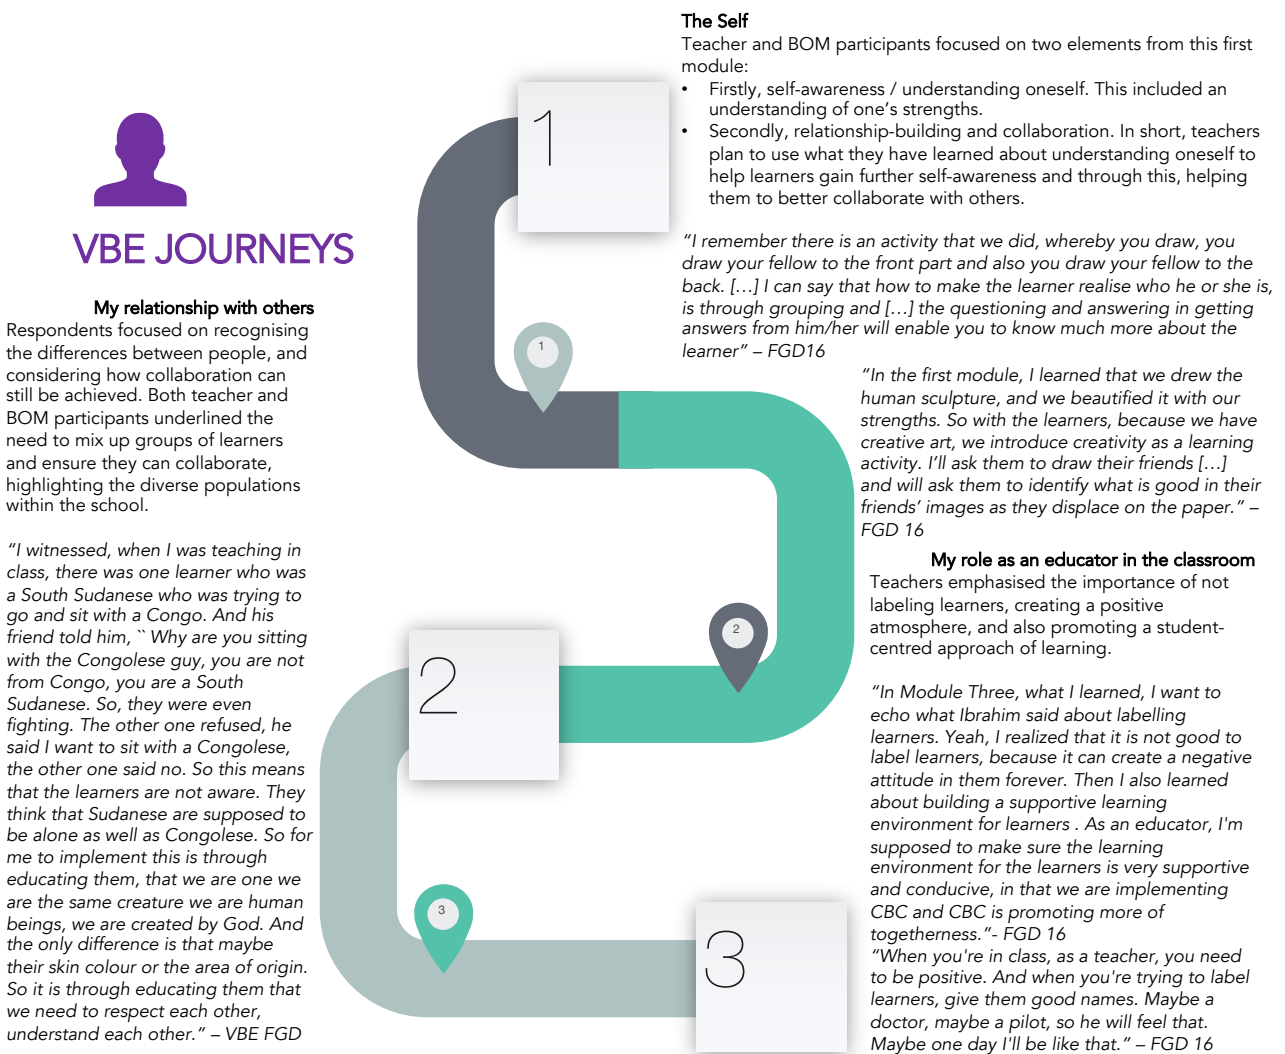 The Self
Teacher and BOM participants focused on two elements from this first
module:
• Firstly, self-awareness / understanding oneself. This included an
understanding of one's strengths.
• Secondly, relationship-building and collaboration. In short, teachers
plan to use what they have learned about understanding oneself to
help learners gain further self-awareness and through this, helping
them to better collaborate with others.
"I remember there is an activity that we did, whereby you draw, you
draw your fellow to the front part and also you draw your fellow to the
back. […] I can say that how to make the learner realise who he or she is,
is through grouping and […] the questioning and answering in getting
answers from him/her will enable you to know much more about the
learner" – FGD16
"In the first module, I learned that we drew the
human sculpture, and we beautified it with our
strengths. So with the learners, because we have
creative art, we introduce creativity as a learning
activity. I'll ask them to draw their friends […]
and will ask them to identify what is good in their
friends' images as they displace on the paper." –
FGD 16
VBE JOURNEYS
My relationship with others
Respondents focused on recognising
the differences between people, and
considering how collaboration can
still be achieved. Both teacher and
BOM participants underlined the
need to mix up groups of learners
and ensure they can collaborate,
highlighting the diverse populations
within the school.
"I witnessed, when I was teaching in
class, there was one learner who was
a South Sudanese who was trying to
go and sit with a Congo. And his
friend told him, `` Why are you sitting
with the Congolese guy, you are not
from Congo, you are a South
Sudanese. So, they were even
fighting. The other one refused, he
said I want to sit with a Congolese,
the other one said no. So this means
that the learners are not aware. They
think that Sudanese are supposed to
be alone as well as Congolese. So for
me to implement this is through
educating them, that we are one we
are the same creature we are human
beings, we are created by God. And
the only difference is that maybe
their skin colour or the area of origin.
So it is through educating them that
we need to respect each other,
understand each other." – VBE FGD
My role as an educator in the classroom
Teachers emphasised the importance of not
labeling learners, creating a positive
atmosphere, and also promoting a student-
centred approach of learning.
"In Module Three, what I learned, I want to
echo what Ibrahim said about labelling
learners. Yeah, I realized that it is not good to
label learners, because it can create a negative
attitude in them forever. Then I also learned
about building a supportive learning
environment for learners . As an educator, I'm
supposed to make sure the learning
environment for the learners is very supportive
and conducive, in that we are implementing
CBC and CBC is promoting more of
togetherness."- FGD 16
"When you're in class, as a teacher, you need
to be positive. And when you're trying to label
learners, give them good names. Maybe a
doctor, maybe a pilot, so he will feel that.
Maybe one day I'll be like that." – FGD 16
1
1
2
2
3
3